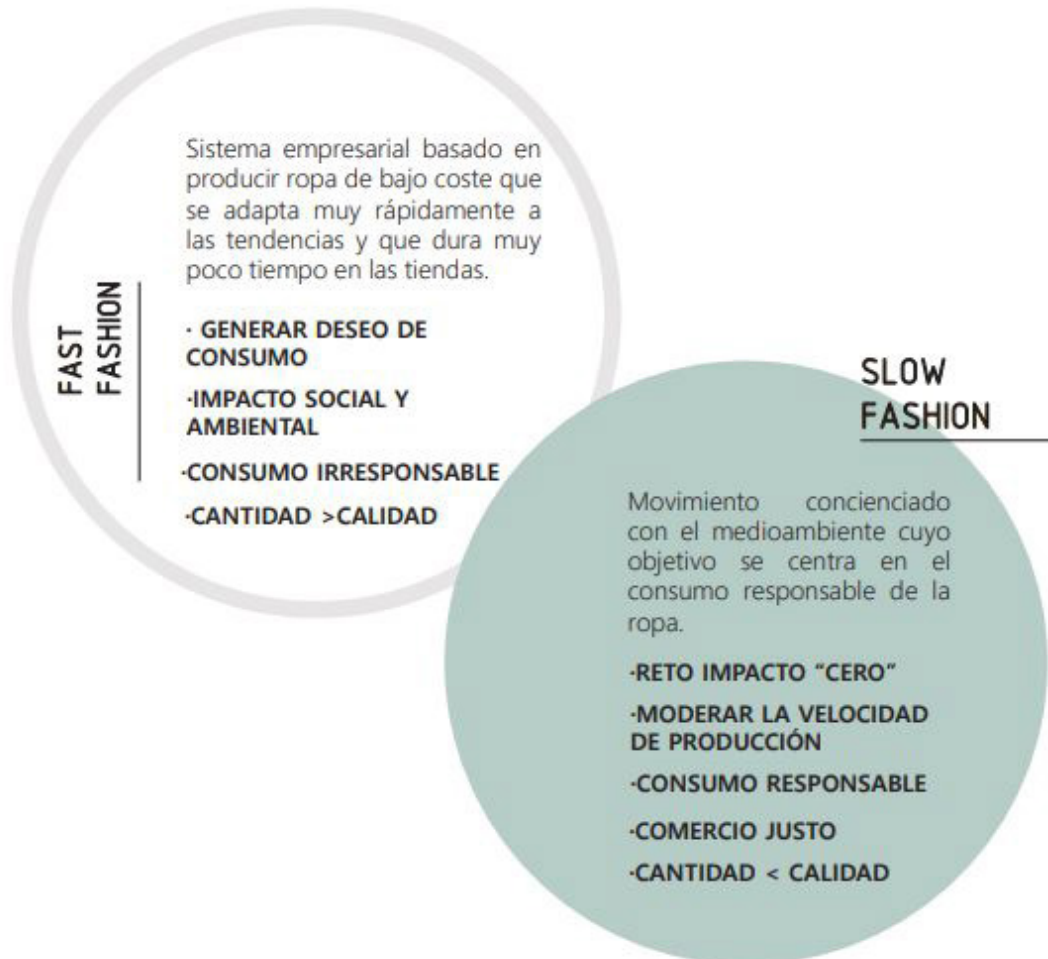 FAST
FASHION
Sistema empresarial basado en
producir ropa de bajo coste que
se adapta muy rápidamente a
las tendencias y que dura muy
poco tiempo en las tiendas.
· GENERAR DESEO DE
CONSUMO
·IMPACTO SOCIAL Y
AMBIENTAL
·CONSUMO IRRESPONSABLE
·CANTIDAD >CALIDAD
SLOW
FASHION
Movimiento concienciado
con el medioambiente cuyo
objetivo se centra en el
consumo responsable de la
ropa.
·RETO IMPACTO “CERO”
·MODERAR LA VELOCIDAD
DE PRODUCCIÓN
·CONSUMO RESPONSABLE
·COMERCIO JUSTO
·CANTIDAD < CALIDAD